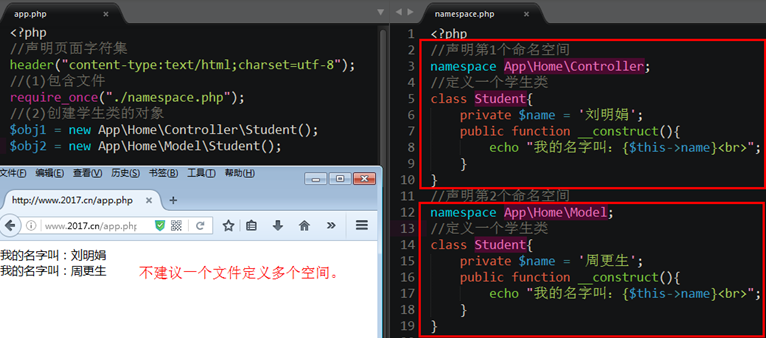 app.php
<?php
//声明页面字符集
header("content-type:text/html;charset=utf-8");
//(1)包含文件
require_once("./namespace.php");
//(2)创建学生类的对象
$obj1 = new App\Home\Controller\Student();
$obj2 = new App\Home\Model\Student();
文件(F) 编辑(E) 查看(V) 历史(S) 书签(B) 工具(T) 帮助(H)
http://www.2017.cn/app.php
www.2017.cn/app.php
我的名字叫：刘明娟
我的名字叫：周更生
不建议一个文件定义多个空间。
namespace.php
1 <?php
2 //声明第1个命名空间
3 namespace App\Home\Controller;
4 //定义一个学生类
5 class Student{
6 private $name = '刘明娟';
7 public function __construct(){
8 echo "我的名字叫：{$this->name}<br>";
9 }
10 }
11 //声明第2个命名空间
12 namespace App\Home\Model;
13 //定义一个学生类
14 class Student{
15 private $name = '周更生';
16 public function __construct(){
17 echo "我的名字叫：{$this->name}<br>";
18 }
19 }